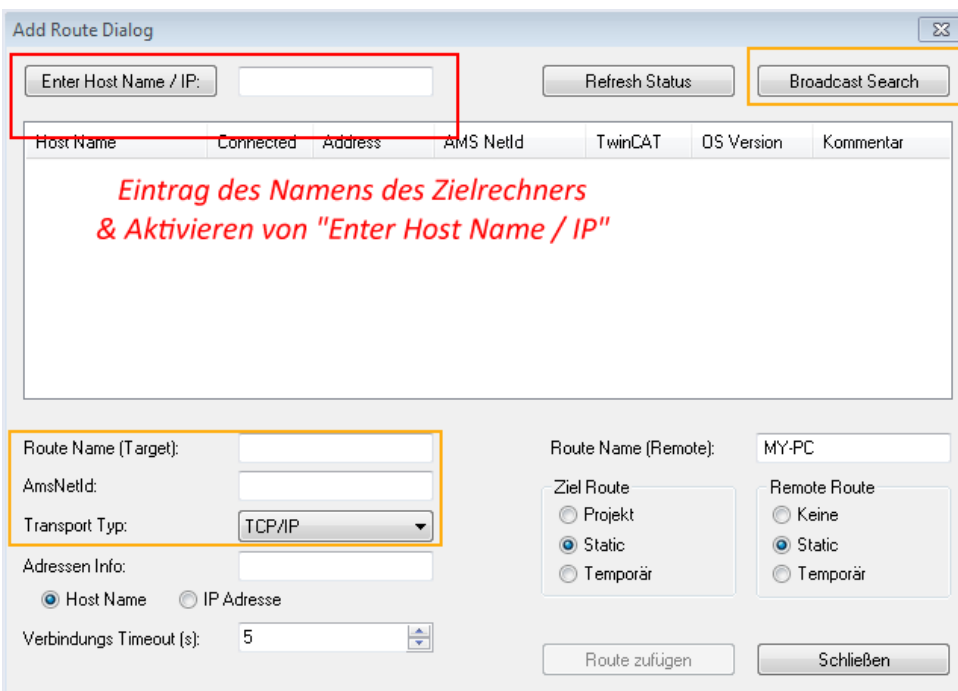 Add Route Dialog
Enter Host Name / IP: Refresh Status Broadcast Search
Host Name Connected Address AMS NetId TwinCAT OS Version Kommentar
Eintrag des Namens des Zielrechners
& Aktivieren von "Enter Host Name / IP"
Route Name (Target): Route Name (Remote): MY-PC
AmsNetId: Ziel Route Remote Route
Projekt Keine
Transport Typ: TCP/IP
Static Static
Adressen Info:
Temporär Temporär
Host Name IP Adresse
Verbindungs Timeout (s): 5
Route zufügen Schließen